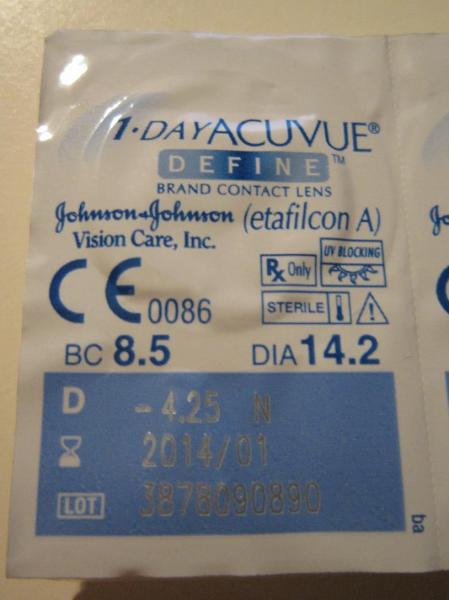 1·DAY ACUVUE®
DEFINE™
BRAND CONTACT LENS
Johnson+Johnson (etafilcon A)
Vision Care, Inc.
Rx Only
UV BLOCKING
CE 0086
STERILE
BC 8.5 DIA 14.2
D -4.25 N
2014/01
LOT 3878090890
ba